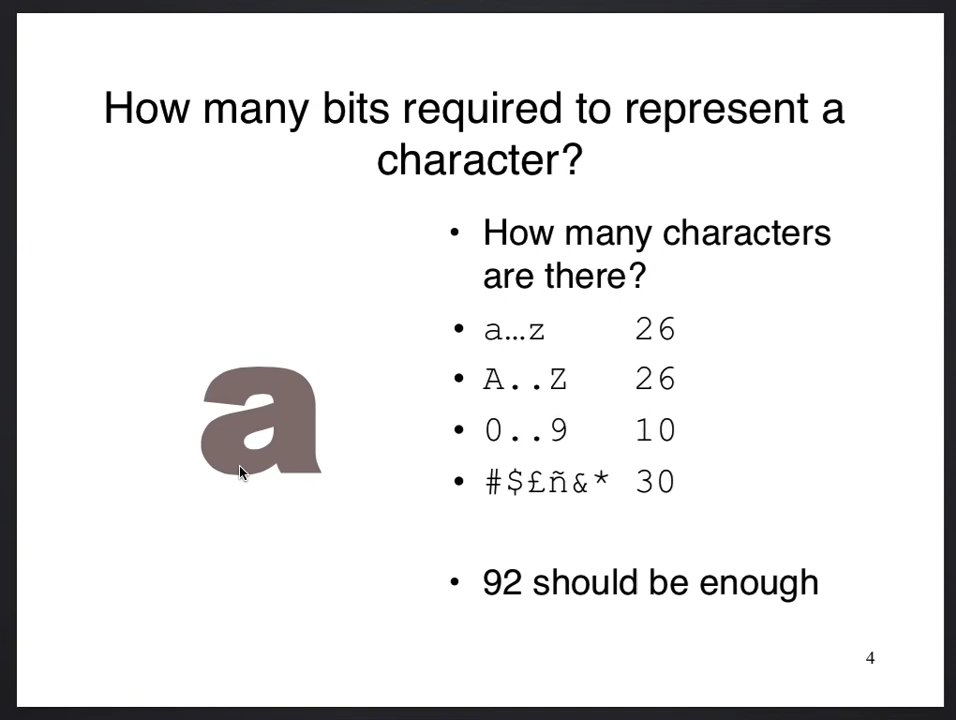 How many bits required to represent a
character?
• How many characters
are there?
• a…z 26
• A..Z 26
• 0..9 10
• #$£ñ&* 30
• 92 should be enough
a
4